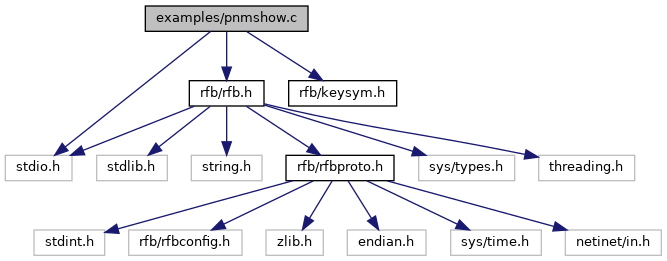 examples/pnmshow.c
rfb/rfb.h
rfb/keysym.h
stdio.h
stdlib.h
string.h
rfb/rfbproto.h
sys/types.h
threading.h
stdint.h
rfb/rfbconfig.h
zlib.h
endian.h
sys/time.h
netinet/in.h